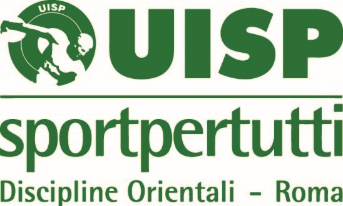 UISP
UISP
sportpertutti
Discipline Orientali - Roma